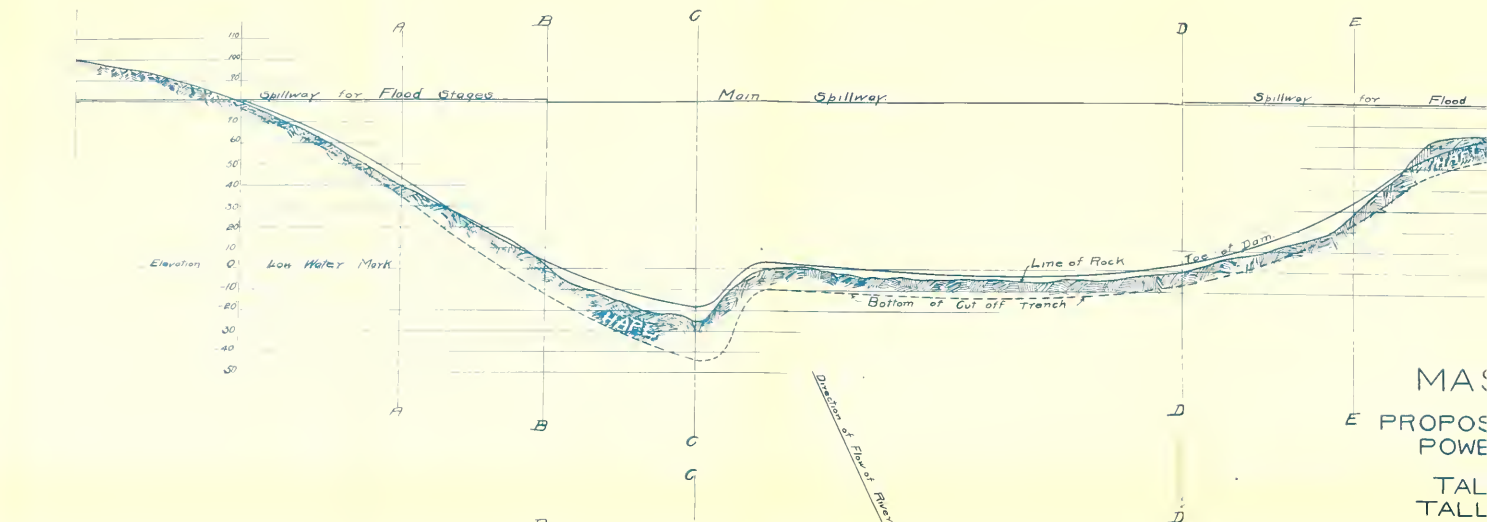 A B C D E
110
100
90
Spillway for Flood Stages
Main Spillway.
Spillway for Flood
70
60
50
40
30
20
10
Elevation 0 Low Water Mark
-10
-20
30
-40
50
Toe of Dam
Line of Rock
Bottom of Cut off Trench
Direction of Flow of River
A B C D E
MAS
PROPOS
POWE
TAL
TALL
C
B D